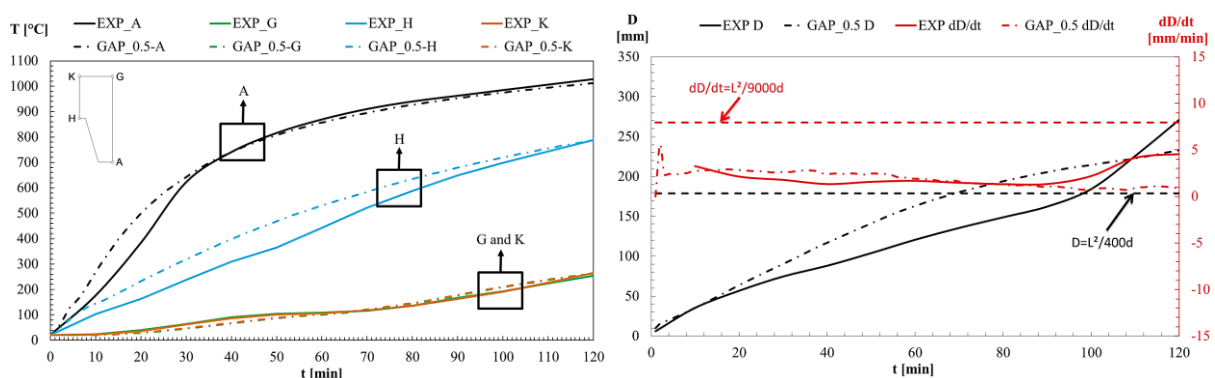 T [°C]
EXP_A EXP_G EXP_H EXP_K
GAP_0.5-A GAP_0.5-G GAP_0.5-H GAP_0.5-K
1100
1000
900
800
700
600
500
400
300
200
100
0
K G
H
A
A
H
G and K
0 10 20 30 40 50 60 70 80 90 100 110 120
t [min]
D [mm]
EXP D GAP_0.5 D EXP dD/dt GAP_0.5 dD/dt
dD/dt
[mm/min]
350
300
250
200
150
100
50
0
dD/dt=L²/9000d
D=L²/400d
15
10
5
0
-5
-10
-15
0 20 40 60 80 100 120
t [min]